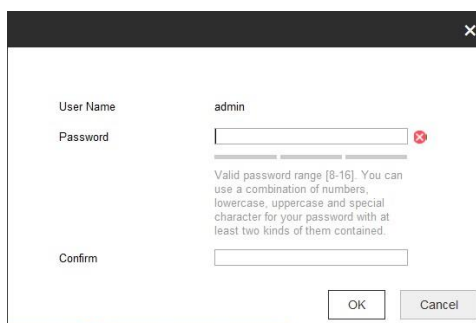 User Name admin
Password
Valid password range [8-16]. You can
use a combination of numbers,
lowercase, uppercase and special
character for your password with at
least two kinds of them contained.
Confirm
OK Cancel